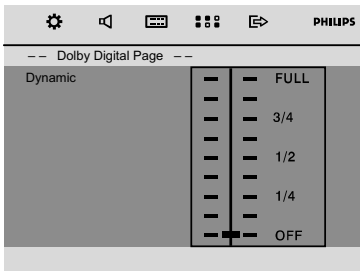 PHILIPS
-- Dolby Digital Page --
Dynamic
FULL
3/4
1/2
1/4
OFF